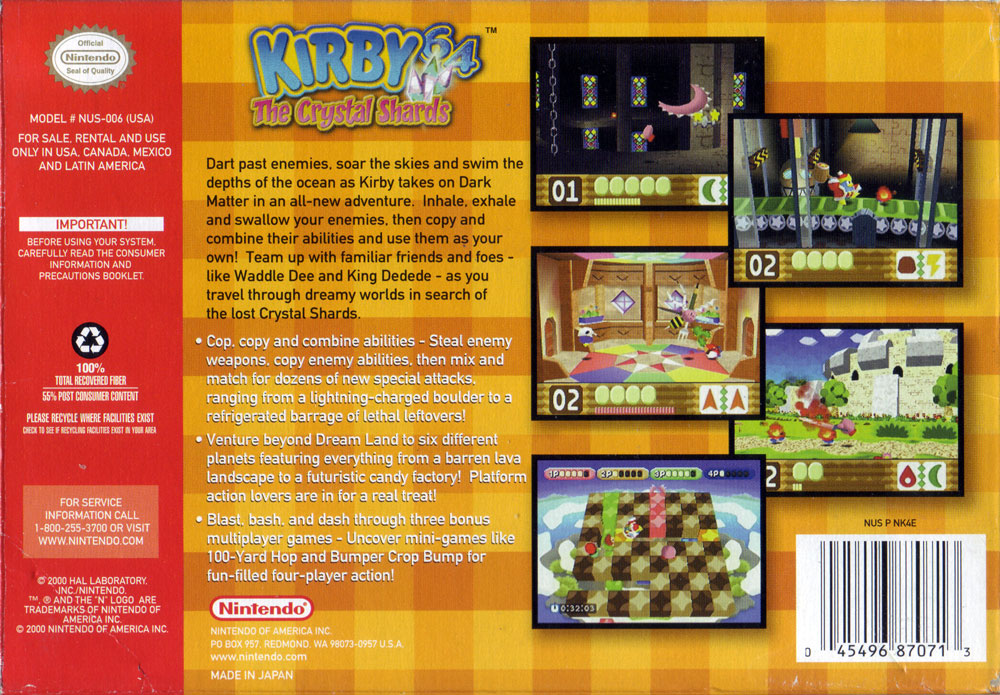 Official
Nintendo
Seal of Quality
MODEL # NUS-006 (USA)
FOR SALE, RENTAL AND USE
ONLY IN USA, CANADA, MEXICO
AND LATIN AMERICA
IMPORTANT!
BEFORE USING YOUR SYSTEM,
CAREFULLY READ THE CONSUMER
INFORMATION AND
PRECAUTIONS BOOKLET.
100%
TOTAL RECOVERED FIBER
55% POST CONSUMER CONTENT
PLEASE RECYCLE WHERE FACILITIES EXIST
CHECK TO SEE IF RECYCLING FACILITIES EXIST IN YOUR AREA
FOR SERVICE
INFORMATION CALL
1-800-255-3700 OR VISIT
WWW.NINTENDO.COM
© 2000 HAL LABORATORY,
INC./NINTENDO.
™, ® AND THE "N" LOGO ARE
TRADEMARKS OF NINTENDO OF
AMERICA INC.
© 2000 NINTENDO OF AMERICA INC.
KIRBY 64 ™
The Crystal Shards
Dart past enemies, soar the skies and swim the
depths of the ocean as Kirby takes on Dark
Matter in an all-new adventure. Inhale, exhale
and swallow your enemies, then copy and
combine their abilities and use them as your
own! Team up with familiar friends and foes -
like Waddle Dee and King Dedede - as you
travel through dreamy worlds in search of
the lost Crystal Shards.
• Cop, copy and combine abilities - Steal enemy
weapons, copy enemy abilities, then mix and
match for dozens of new special attacks,
ranging from a lightning-charged boulder to a
refrigerated barrage of lethal leftovers!
• Venture beyond Dream Land to six different
planets featuring everything from a barren lava
landscape to a futuristic candy factory! Platform
action lovers are in for a real treat!
• Blast, bash, and dash through three bonus
multiplayer games - Uncover mini-games like
100-Yard Hop and Bumper Crop Bump for
fun-filled four-player action!
Nintendo®
NINTENDO OF AMERICA INC.
PO BOX 957, REDMOND, WA 98073-0957 U.S.A.
www.nintendo.com
MADE IN JAPAN
01
02
02
2
1P 2P 3P 4P
0:32:03
NUS P NK4E
0 45496 87071 3